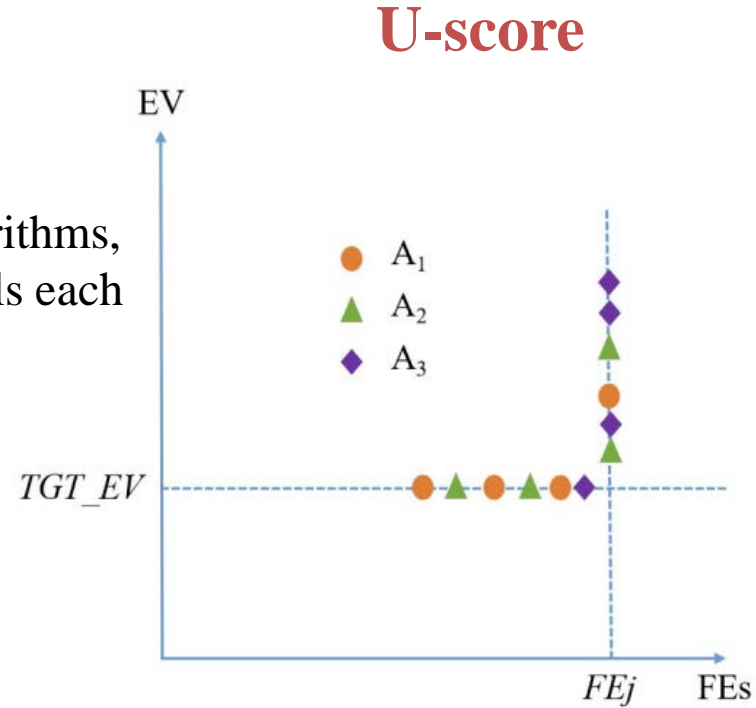 U-score
EV
rithms,
ls each
A₁
A₂
A₃
TGT_EV
FEj
FEs